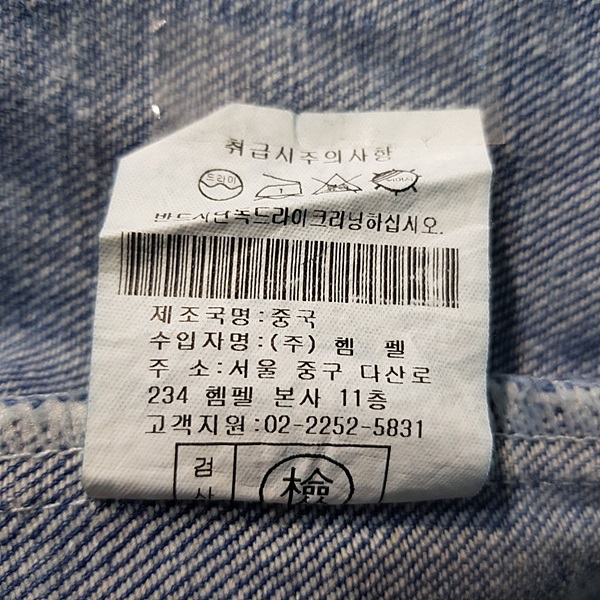 취급시주의사항
드라이
반드시단독드라이크리닝하십시오.
제조국명:중국
수입자명:(주) 헴 펠
주 소:서울 중구 다산로
234 헴펠 본사 11층
고객지원:02-2252-5831
검 檢
사